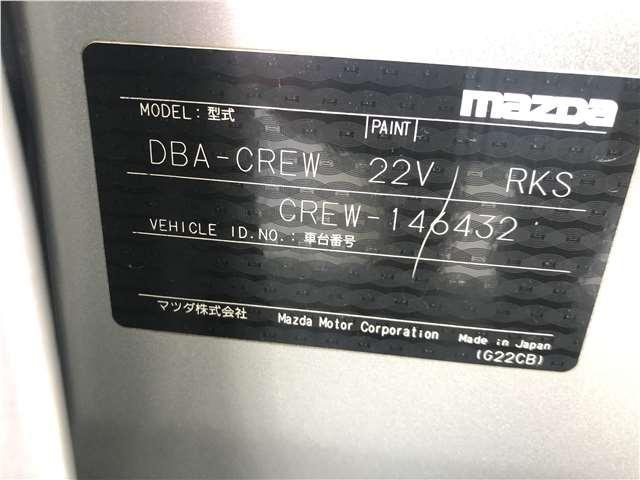 mazda
MODEL : 型式 PAINT
DBA-CREW 22V RKS
CREW-146432
VEHICLE ID.NO.: 車台番号
マツダ株式会社 Mazda Motor Corporation Made in Japan
(G22CB)